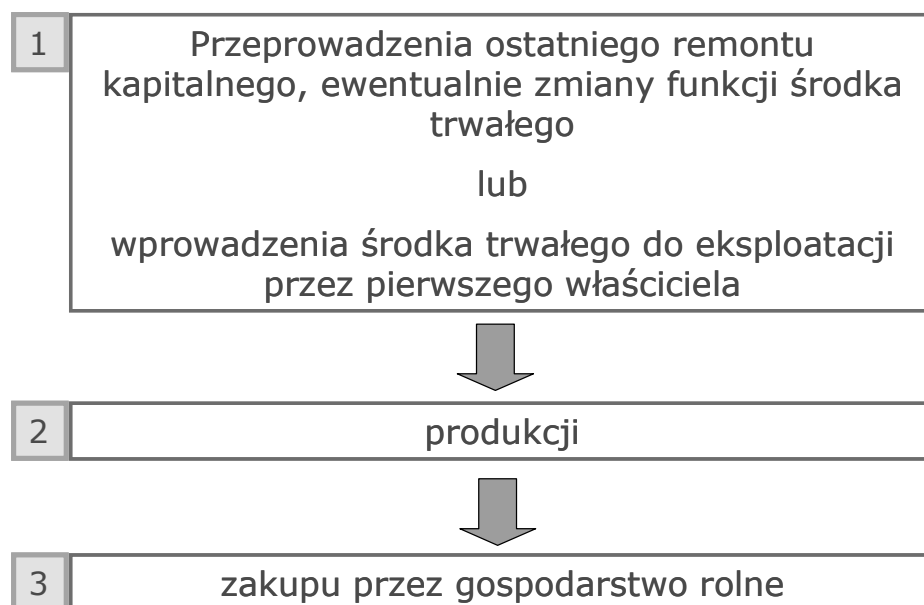 1
Przeprowadzenia ostatniego remontu
kapitalnego, ewentualnie zmiany funkcji środka
trwałego
lub
wprowadzenia środka trwałego do eksploatacji
przez pierwszego właściciela
2
produkcji
3
zakupu przez gospodarstwo rolne